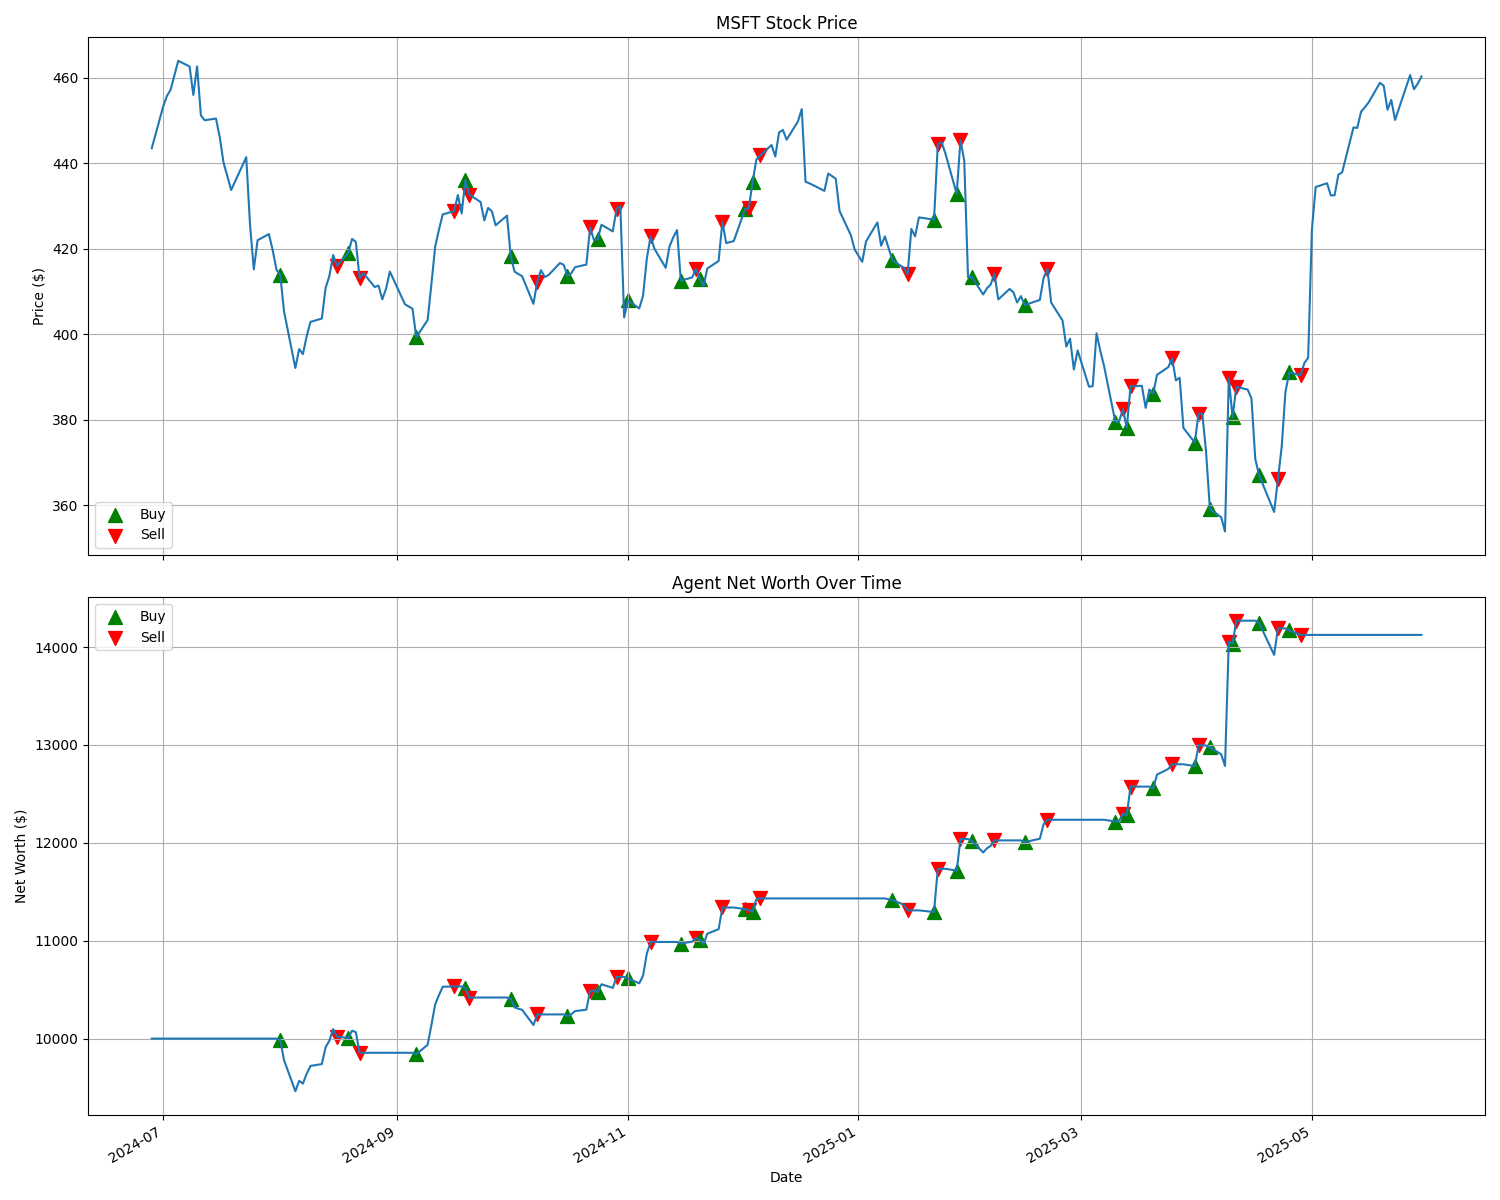 MSFT Stock Price
Price ($)
460
440
420
400
380
360
Buy
Sell
Agent Net Worth Over Time
Net Worth ($)
14000
13000
12000
11000
10000
Buy
Sell
2024-07
2024-09
2024-11
2025-01
2025-03
2025-05
Date